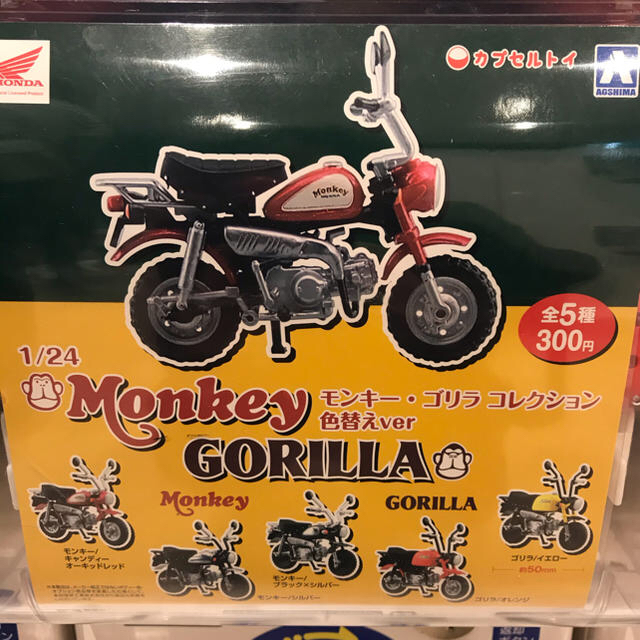 HONDA
カプセルトイ
AOSHIMA
Monkey
全5種
300円
1/24
Monkey
モンキー・ゴリラ コレクション
色替えver
GORILLA
Monkey
GORILLA
モンキー/
キャンディー
オーキッドレッド
モンキー/シルバー
モンキー/
ブラック×シルバー
ゴリラ/オレンジ
ゴリラ/イエロー
約50mm